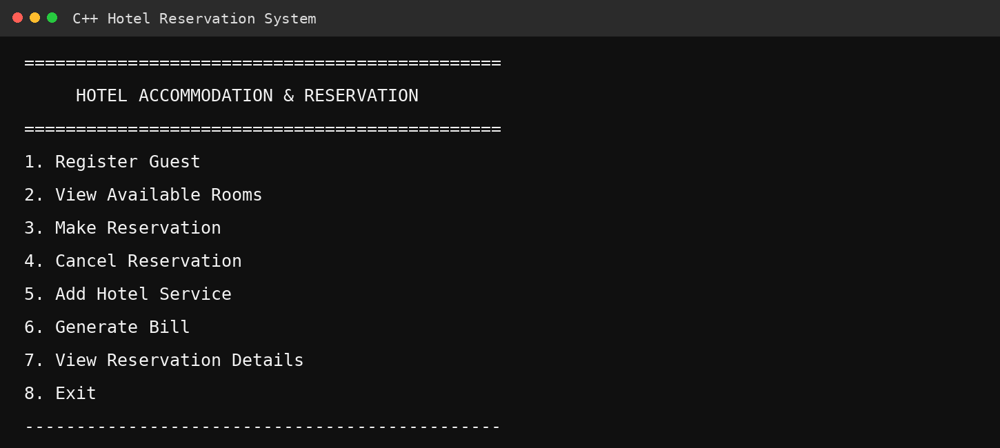 C++ Hotel Reservation System
==============================================
HOTEL ACCOMMODATION & RESERVATION
==============================================
1. Register Guest
2. View Available Rooms
3. Make Reservation
4. Cancel Reservation
5. Add Hotel Service
6. Generate Bill
7. View Reservation Details
8. Exit
----------------------------------------------